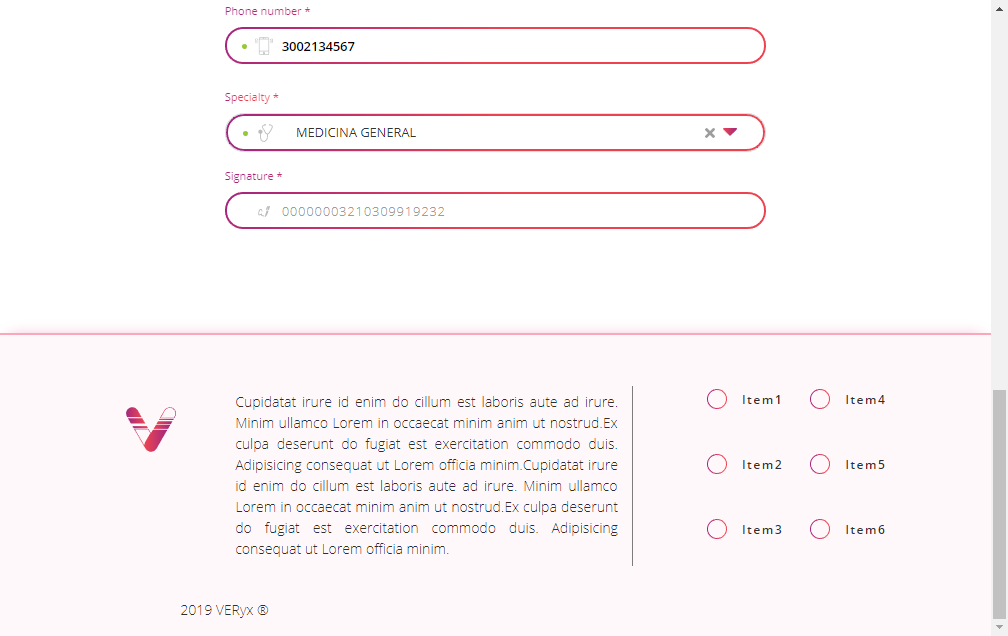 Phone number *
3002134567
Specialty *
MEDICINA GENERAL
Signature *
00000003210309919232
Cupidatat irure id enim do cillum est laboris aute ad irure.
Minim ullamco Lorem in occaecat minim anim ut nostrud.Ex
culpa deserunt do fugiat est exercitation commodo duis.
Adipisicing consequat ut Lorem officia minim.Cupidatat irure
id enim do cillum est laboris aute ad irure. Minim ullamco
Lorem in occaecat minim anim ut nostrud.Ex culpa deserunt
do fugiat est exercitation commodo duis. Adipisicing
consequat ut Lorem officia minim.
Item1
Item4
Item2
Item5
Item3
Item6
2019 VERyx ®